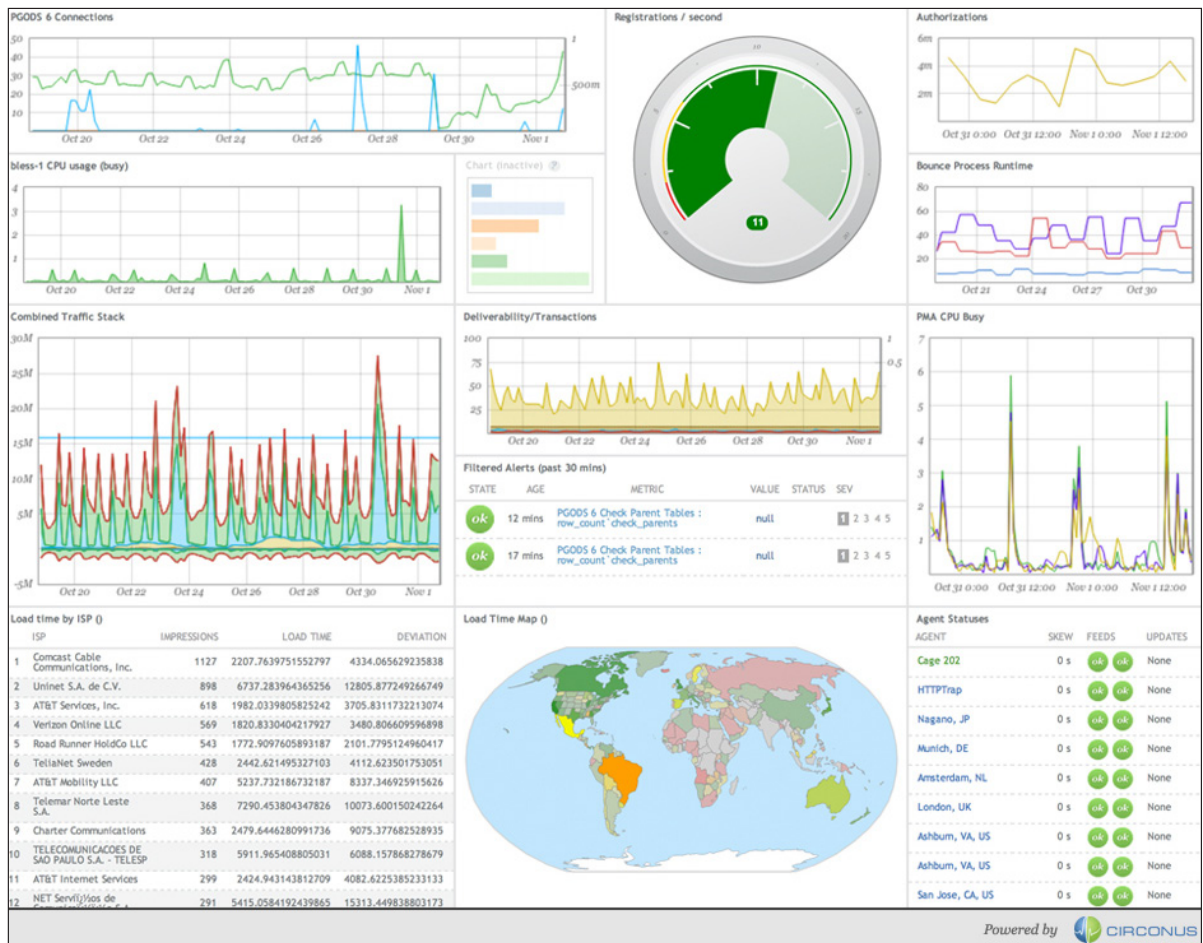 PGODS 6 Connections
50
40
30
20
10
1
500m
Oct 20 Oct 22 Oct 24 Oct 26 Oct 28 Oct 30 Nov 1
Registrations / second
10
5
15
11
Authorizations
6m
4m
2m
Oct 31 0:00 Oct 31 12:00 Nov 1 0:00 Nov 1 12:00
bless-1 CPU usage (busy)
4
3
2
1
Oct 20 Oct 22 Oct 24 Oct 26 Oct 28 Oct 30 Nov 1
Chart (inactive) ?
Bounce Process Runtime
80
60
40
20
Oct 21 Oct 24 Oct 27 Oct 30
Combined Traffic Stack
30M
25M
20M
15M
10M
5M
-5M
Oct 20 Oct 22 Oct 24 Oct 26 Oct 28 Oct 30 Nov 1
Deliverability/Transactions
100
75
50
25
1
0.5
Oct 20 Oct 22 Oct 24 Oct 26 Oct 28 Oct 30 Nov 1
Filtered Alerts (past 30 mins)
STATE AGE METRIC VALUE STATUS SEV
ok 12 mins PGODS 6 Check Parent Tables : null 1 2 3 4 5
row_count`check_parents
ok 17 mins PGODS 6 Check Parent Tables : null 1 2 3 4 5
row_count`check_parents
PMA CPU Busy
7
6
5
4
3
2
1
Oct 31 0:00 Oct 31 12:00 Nov 1 0:00 Nov 1 12:00
Load time by ISP ()
ISP IMPRESSIONS LOAD TIME DEVIATION
1 Comcast Cable Communications, Inc. 1127 2207.7639751552797 4334.065629235838
2 Uninet S.A. de C.V. 898 6737.283964365256 12805.877249266749
3 AT&T Services, Inc. 618 1982.0339805825242 3705.8311732213074
4 Verizon Online LLC 569 1820.8330404217927 3480.806609596898
5 Road Runner HoldCo LLC 543 1772.9097605893187 2101.7795124960417
6 TeliaNet Sweden 428 2442.621495327103 4112.623501753051
7 AT&T Mobility LLC 407 5237.732186732187 8337.346925915626
8 Telemar Norte Leste S.A. 368 7290.453804347826 10073.600150242264
9 Charter Communications 363 2479.6446280991736 9075.377682528935
10 TELECOMUNICACOES DE SAO PAULO S.A. - TELESP 318 5911.965408805031 6088.157868278679
11 AT&T Internet Services 299 2424.943143812709 4082.6225385233133
12 NET Serviï¿½os de 291 5415.0584192439865 15313.449838803173
Load Time Map ()
Agent Statuses
AGENT SKEW FEEDS UPDATES
Cage 202 0 s ok ok None
HTTPTrap 0 s ok ok None
Nagano, JP 0 s ok ok None
Munich, DE 0 s ok ok None
Amsterdam, NL 0 s ok ok None
London, UK 0 s ok ok None
Ashburn, VA, US 0 s ok ok None
Ashburn, VA, US 0 s ok ok None
San Jose, CA, US 0 s ok ok None
Powered by CIRCONUS